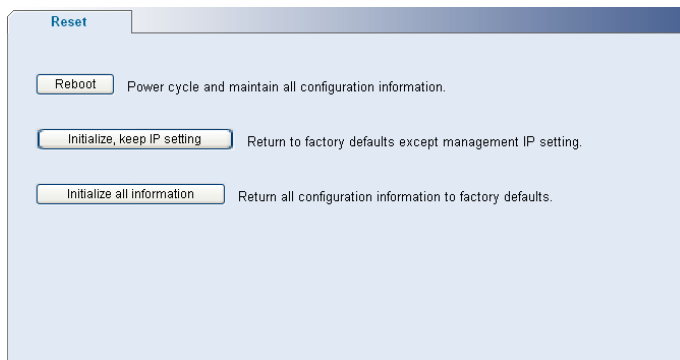 Reset
Reboot Power cycle and maintain all configuration information.
Initialize, keep IP setting Return to factory defaults except management IP setting.
Initialize all information Return all configuration information to factory defaults.